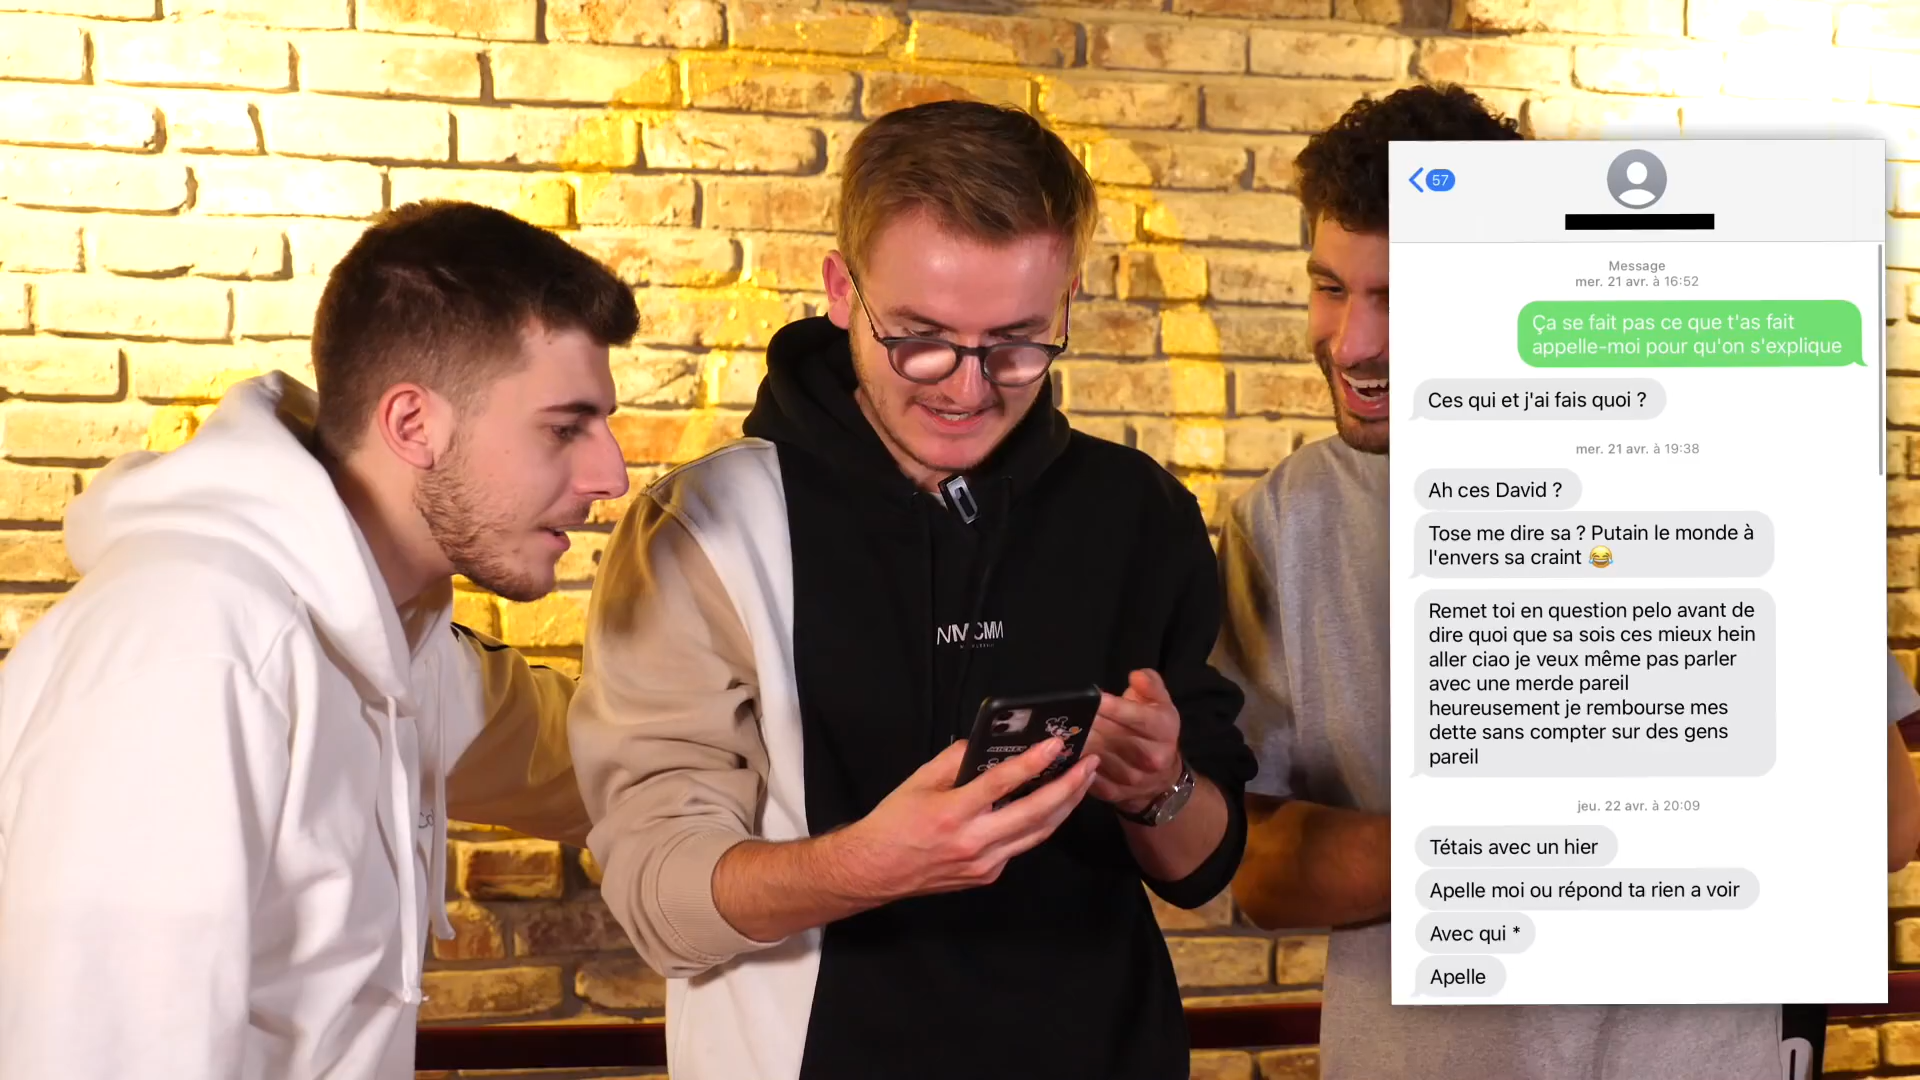 57
Message
mer. 21 avr. à 16:52
Ça se fait pas ce que t'as fait
appelle-moi pour qu'on s'explique
Ces qui et j'ai fais quoi ?
mer. 21 avr. à 19:38
Ah ces David ?
Tose me dire sa ? Putain le monde à
l'envers sa craint 😂
Remet toi en question pelo avant de
dire quoi que sa sois ces mieux hein
aller ciao je veux même pas parler
avec une merde pareil
heureusement je rembourse mes
dette sans compter sur des gens
pareil
jeu. 22 avr. à 20:09
Tétais avec un hier
Apelle moi ou répond ta rien a voir
Avec qui *
Apelle